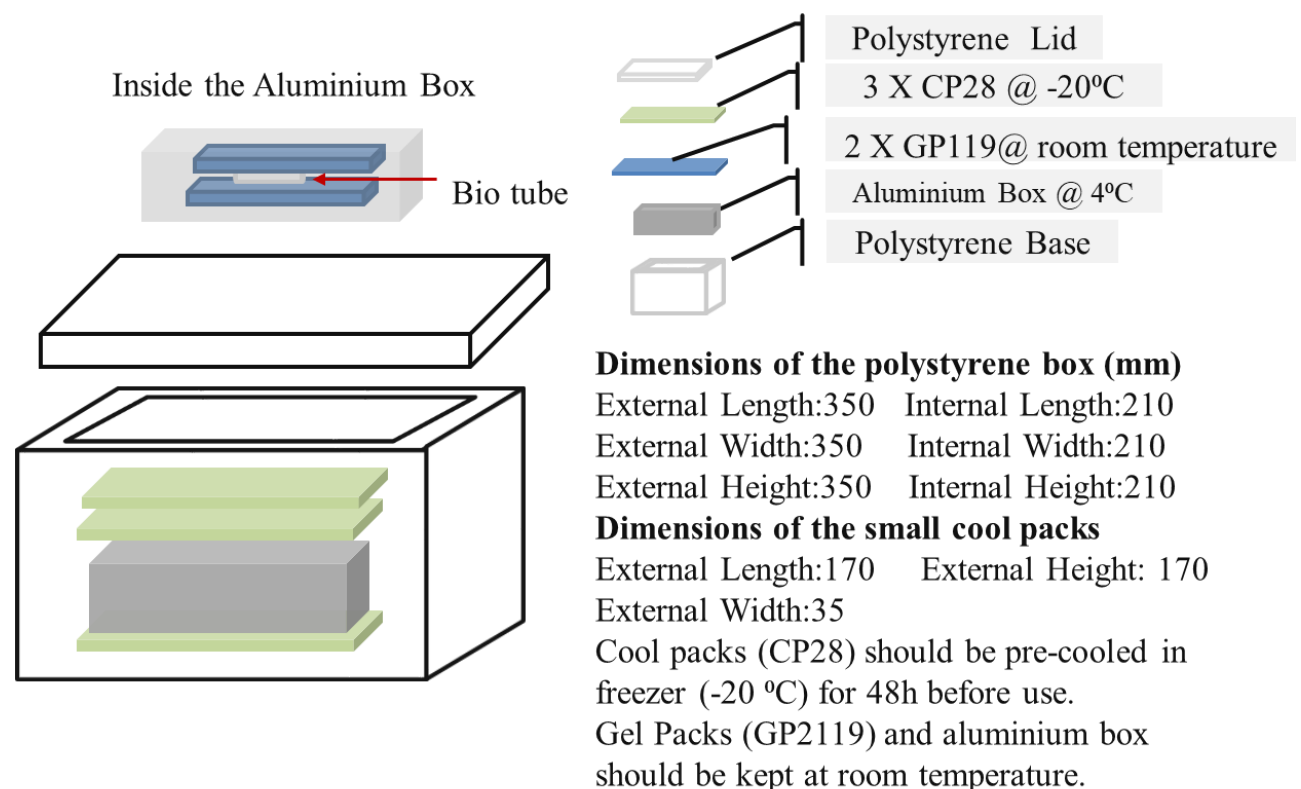 Inside the Aluminium Box
Bio tube
Polystyrene Lid
3 X CP28 @ -20⁰C
2 X GP119@ room temperature
Aluminium Box @ 4⁰C
Polystyrene Base
Dimensions of the polystyrene box (mm)
External Length:350 Internal Length:210
External Width:350 Internal Width:210
External Height:350 Internal Height:210
Dimensions of the small cool packs
External Length:170 External Height: 170
External Width:35
Cool packs (CP28) should be pre-cooled in
freezer (-20 ⁰C) for 48h before use.
Gel Packs (GP2119) and aluminium box
should be kept at room temperature.